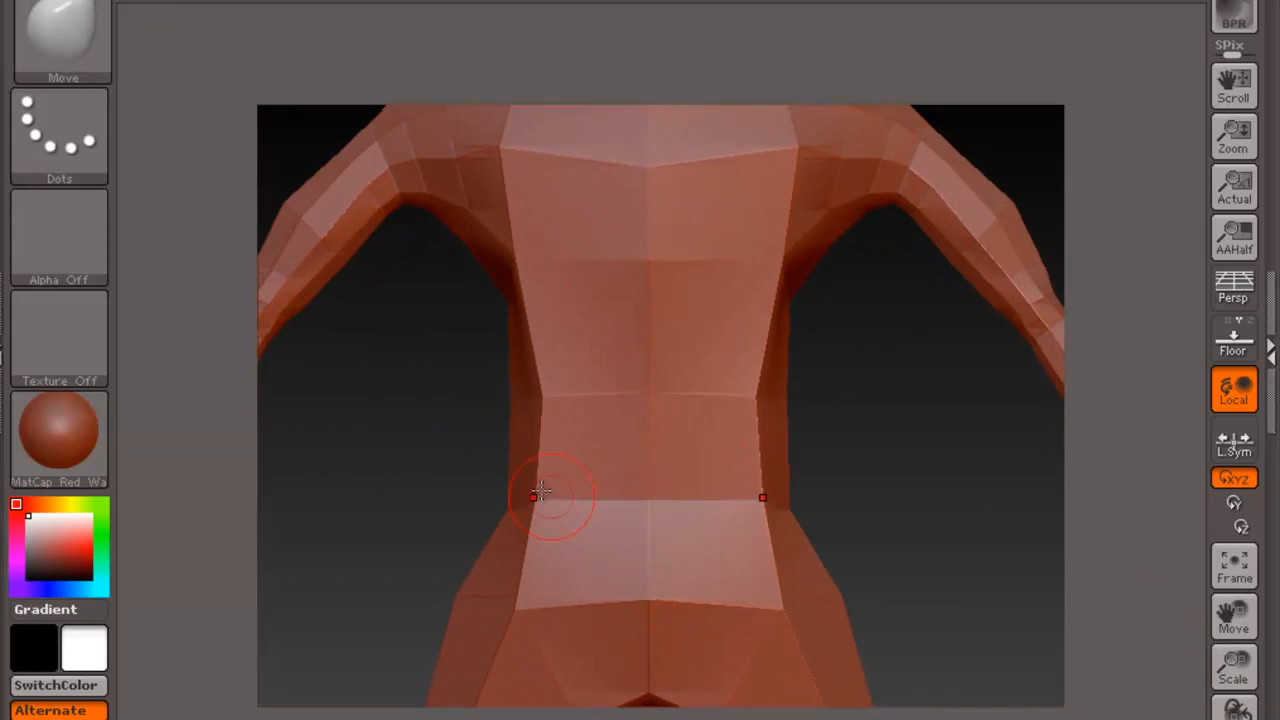 Move
Dots
Alpha Off
Texture Off
MatCap Red Wa
Gradient
SwitchColor
Alternate
BPR
SPix
Scroll
Zoom
Actual
AAHalf
Persp
Floor
Local
L.Sym
XYZ
Y
Z
Frame
Move
Scale